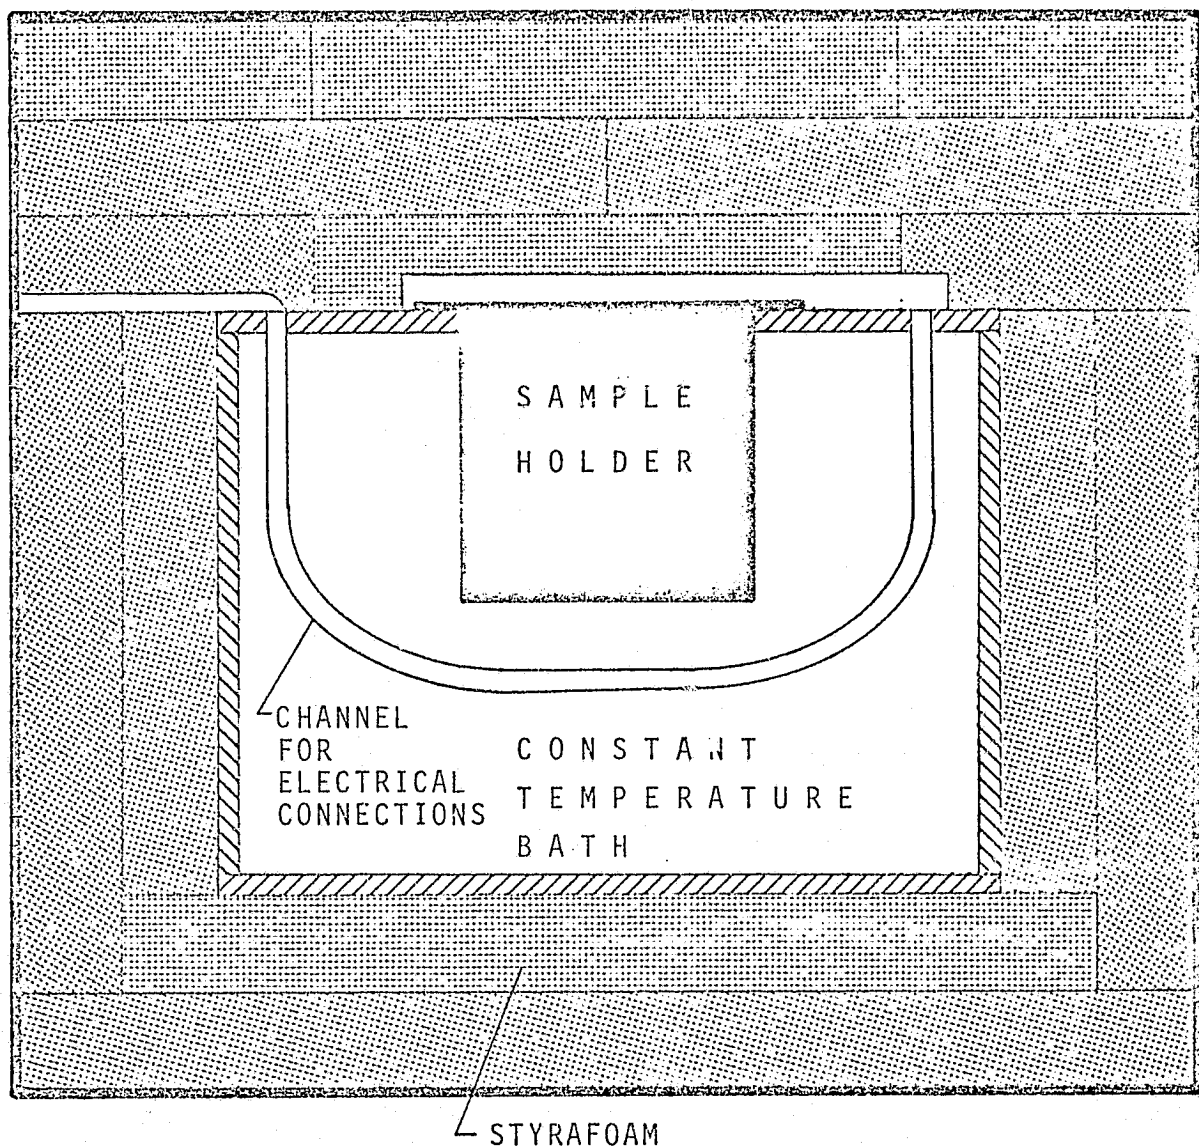 SAMPLE
HOLDER
CHANNEL
FOR
ELECTRICAL
CONNECTIONS
CONSTANT
TEMPERATURE
BATH
STYRAFOAM